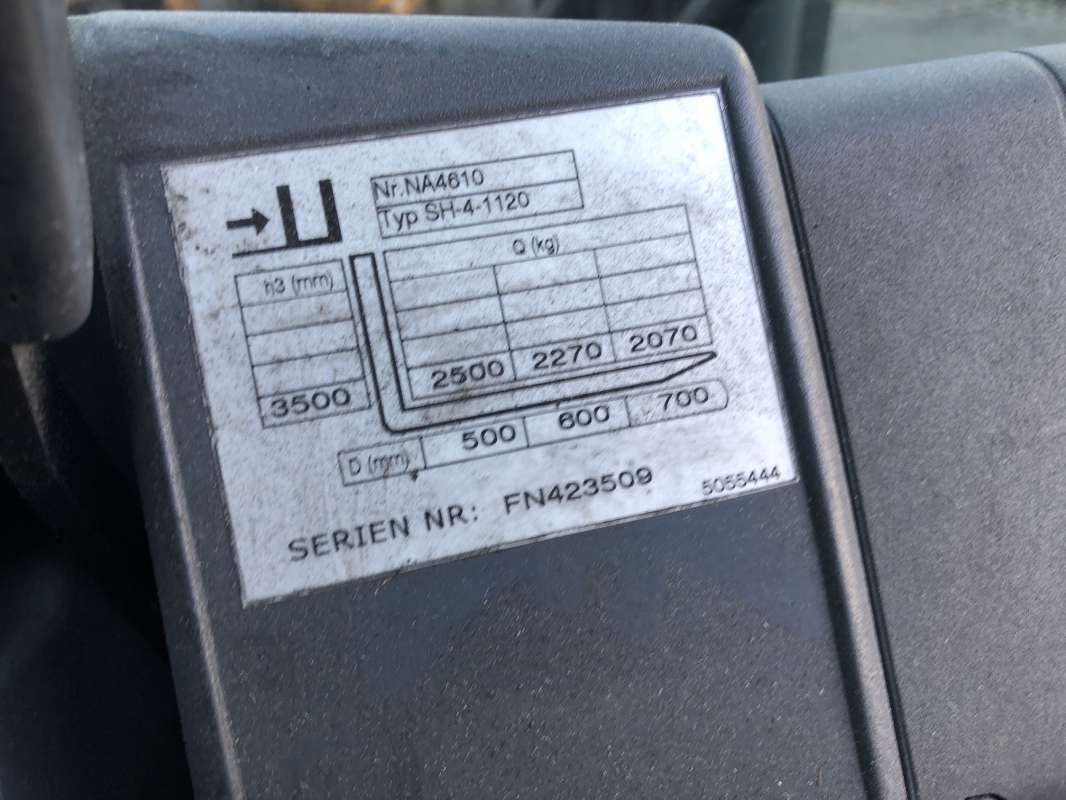 Nr.NA4610
Typ SH-4-1120
h3 (mm)
Q (kg)
3500
2500 2270 2070
D (mm) 500 600 700
SERIEN NR: FN423509
5055444